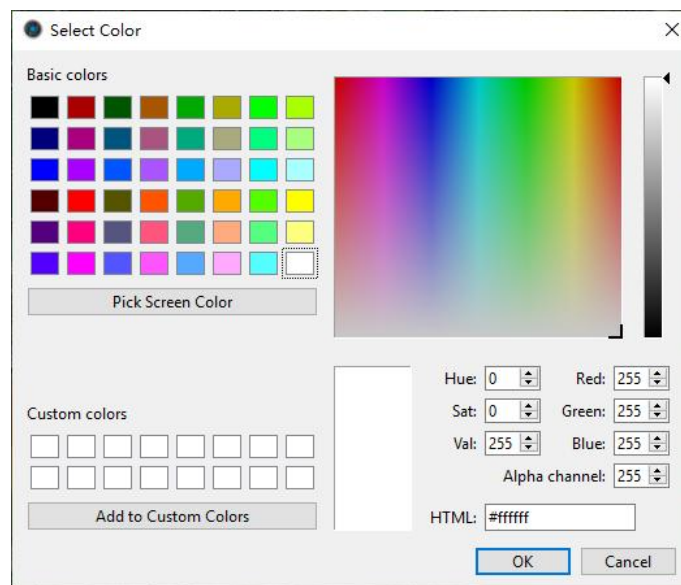 Select Color
Basic colors
Pick Screen Color
Custom colors
Add to Custom Colors
Hue: 0 Red: 255
Sat: 0 Green: 255
Val: 255 Blue: 255
Alpha channel: 255
HTML: #ffffff
OK Cancel